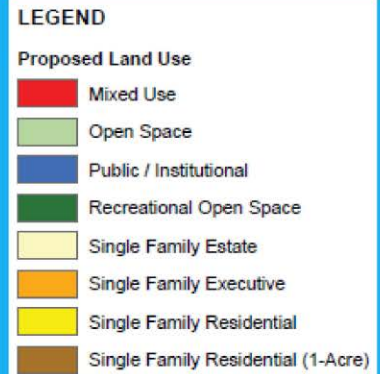 LEGEND
Proposed Land Use
Mixed Use
Open Space
Public / Institutional
Recreational Open Space
Single Family Estate
Single Family Executive
Single Family Residential
Single Family Residential (1-Acre)